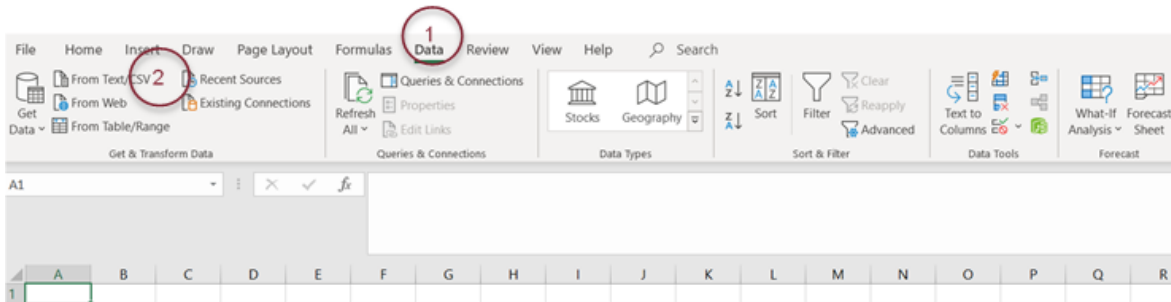 1
File Home Insert Draw Page Layout Formulas Data Review View Help Search
2
From Text/CSV Recent Sources
From Web Existing Connections
From Table/Range
Get
Data
Get & Transform Data
Refresh
All
Queries & Connections
Properties
Edit Links
Queries & Connections
Stocks Geography
Data Types
Sort
Filter
Clear
Reapply
Advanced
Sort & Filter
Text to
Columns
Data Tools
What-If
Analysis
Forecast
Sheet
Forecast
A1
fx
A B C D E F G H I J K L M N O P Q R
1